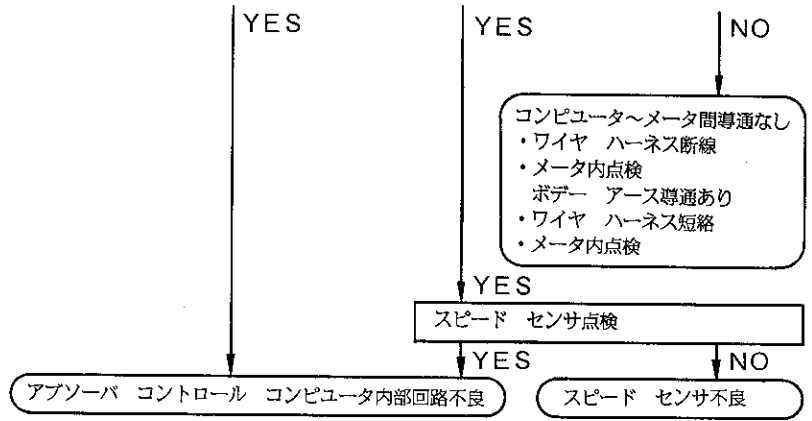 YES
YES
NO
コンピュータ～メータ間導通なし
・ワイヤ　ハーネス断線
・メータ内点検
ボデー　アース導通あり
・ワイヤ　ハーネス短絡
・メータ内点検
YES
スピード　センサ点検
YES
NO
アブソーバ　コントロール　コンピュータ内部回路不良
スピード　センサ不良